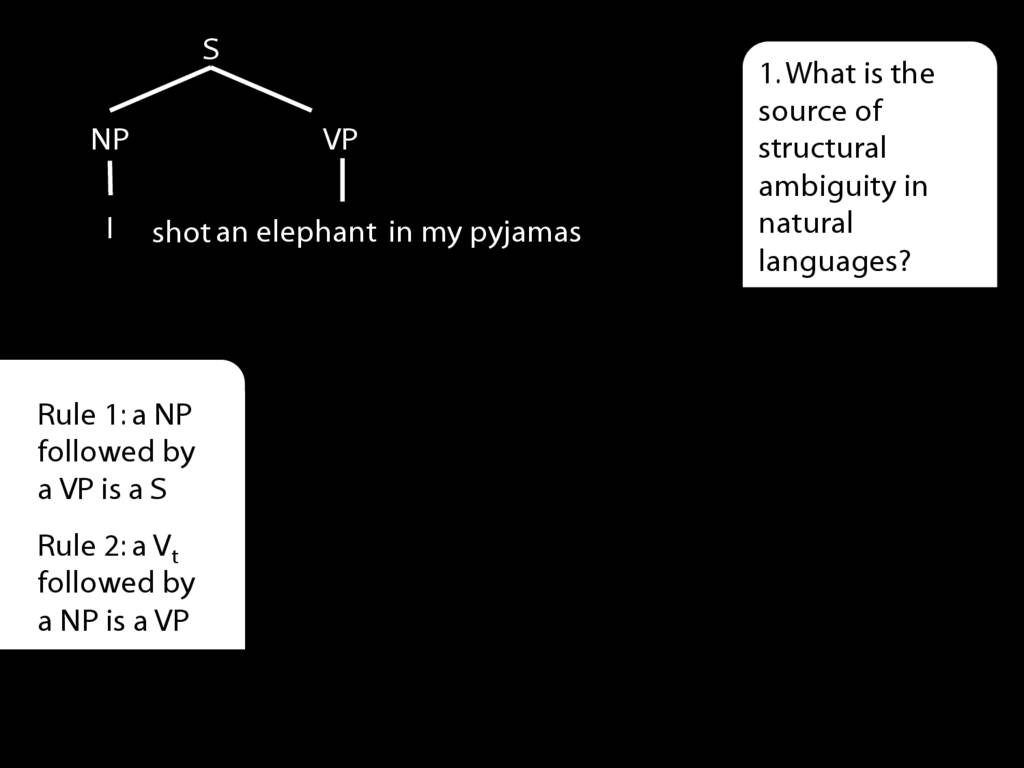 S
NP VP
I shot an elephant in my pyjamas
1. What is the
source of
structural
ambiguity in
natural
languages?
Rule 1: a NP
followed by
a VP is a S
Rule 2: a Vt
followed by
a NP is a VP